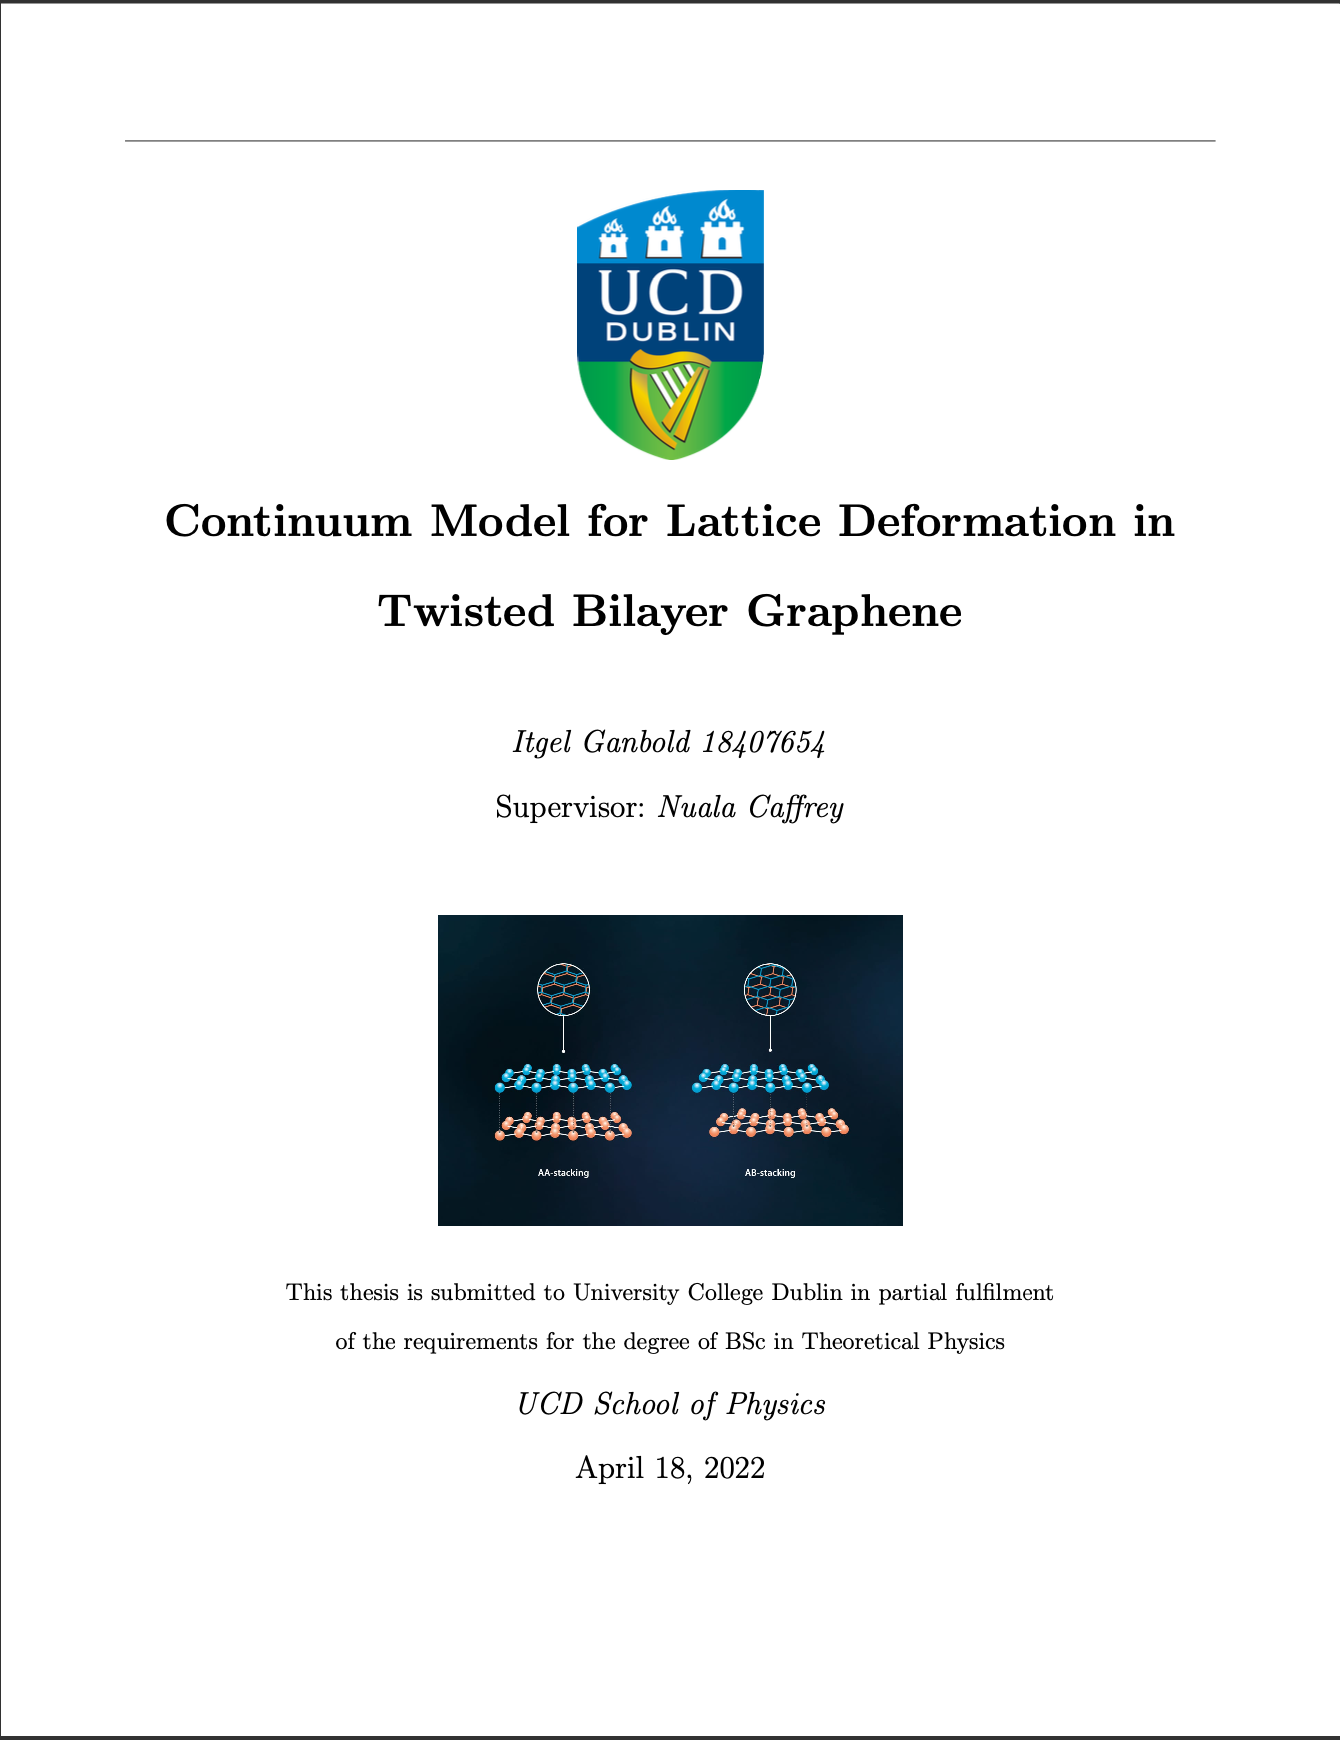 UCD
DUBLIN
Continuum Model for Lattice Deformation in
Twisted Bilayer Graphene
Itgel Ganbold 18407654
Supervisor: Nuala Caffrey
AA-stacking AB-stacking
This thesis is submitted to University College Dublin in partial fulfilment
of the requirements for the degree of BSc in Theoretical Physics
UCD School of Physics
April 18, 2022